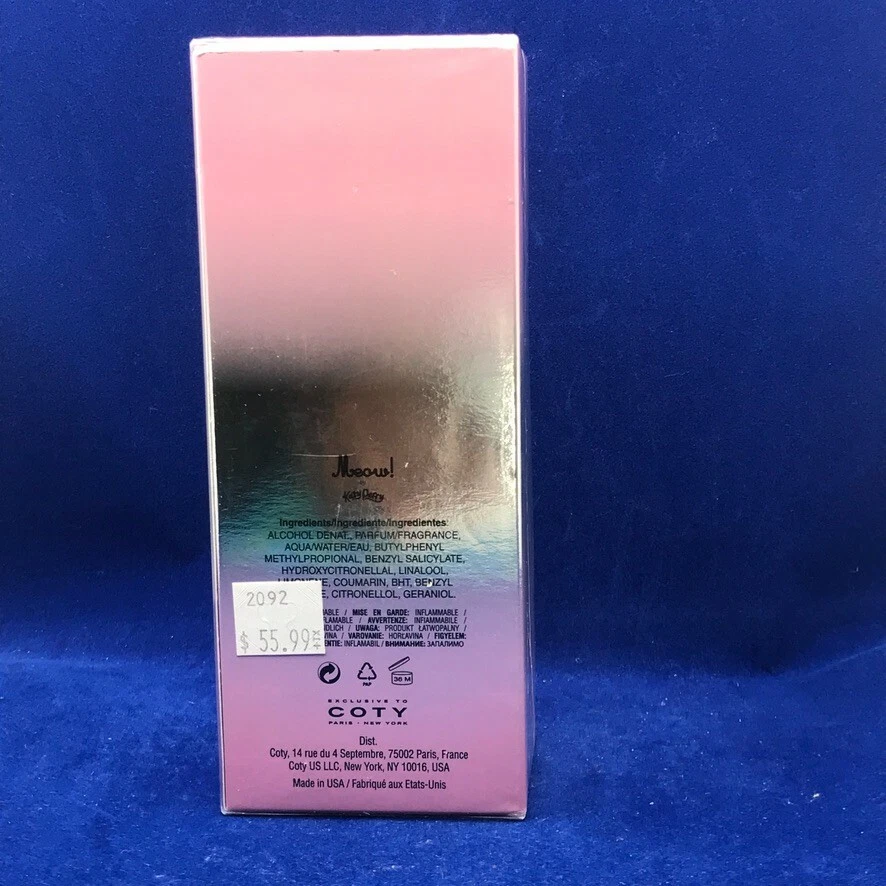 Meow!
Katy Perry
Ingredients/Ingrediente/Ingredientes:
ALCOHOL DENAT., PARFUM/FRAGRANCE,
AQUA/WATER/EAU, BUTYLPHENYL
METHYLPROPIONAL, BENZYL SALICYLATE,
HYDROXYCITRONELLAL, LINALOOL,
LIMONENE, COUMARIN, BHT, BENZYL
CITRONELLOL, GERANIOL.
/ MISE EN GARDE: INFLAMMABLE /
/ AVVERTENZE: INFIAMMABILE /
/ UWAGA: PRODUKT ŁATWOPALNY /
/ VAROVANIE: HORĽAVINA / FIGYELEM:
INFLAMABIL / ВНИМАНИЕ: ЗАПАЛИМО
2092
$ 55.99 +TX
PAP
36 M
EXCLUSIVE TO
COTY
PARIS · NEW YORK
Dist.
Coty, 14 rue du 4 Septembre, 75002 Paris, France
Coty US LLC, New York, NY 10016, USA
Made in USA / Fabriqué aux Etats-Unis